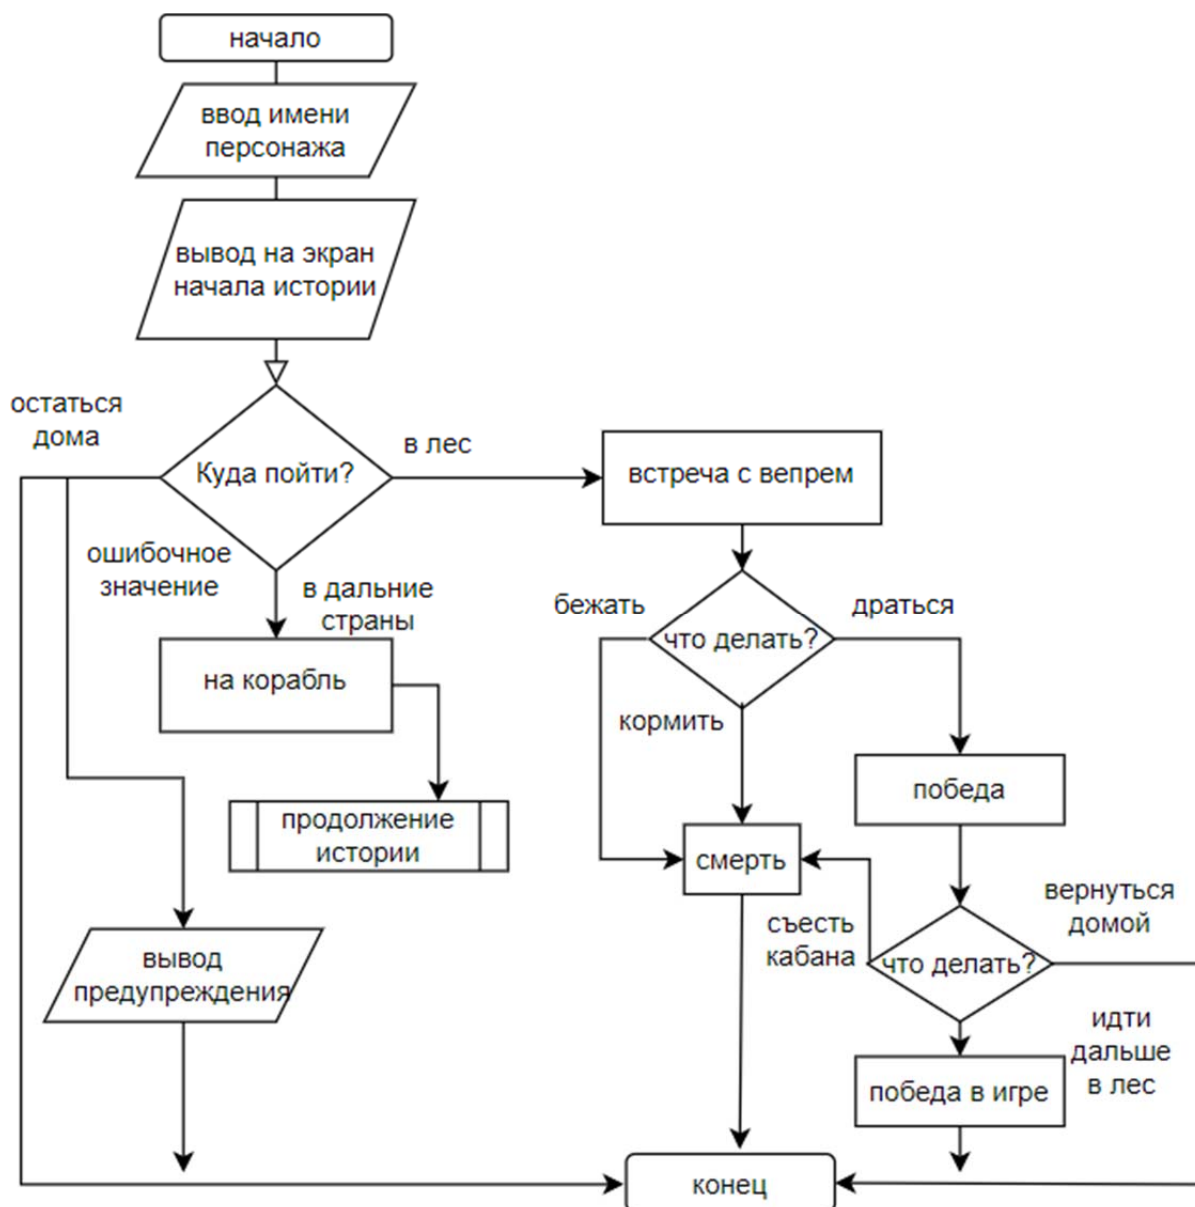 начало
ввод имени
персонажа
вывод на экран
начала истории
остаться
дома
Куда пойти?
в лес
встреча с вепрем
ошибочное
значение
в дальние
страны
бежать
что делать?
драться
на корабль
кормить
победа
продолжение
истории
смерть
вернуться
домой
съесть
кабана
что делать?
вывод
предупреждения
идти
дальше
в лес
победа в игре
конец